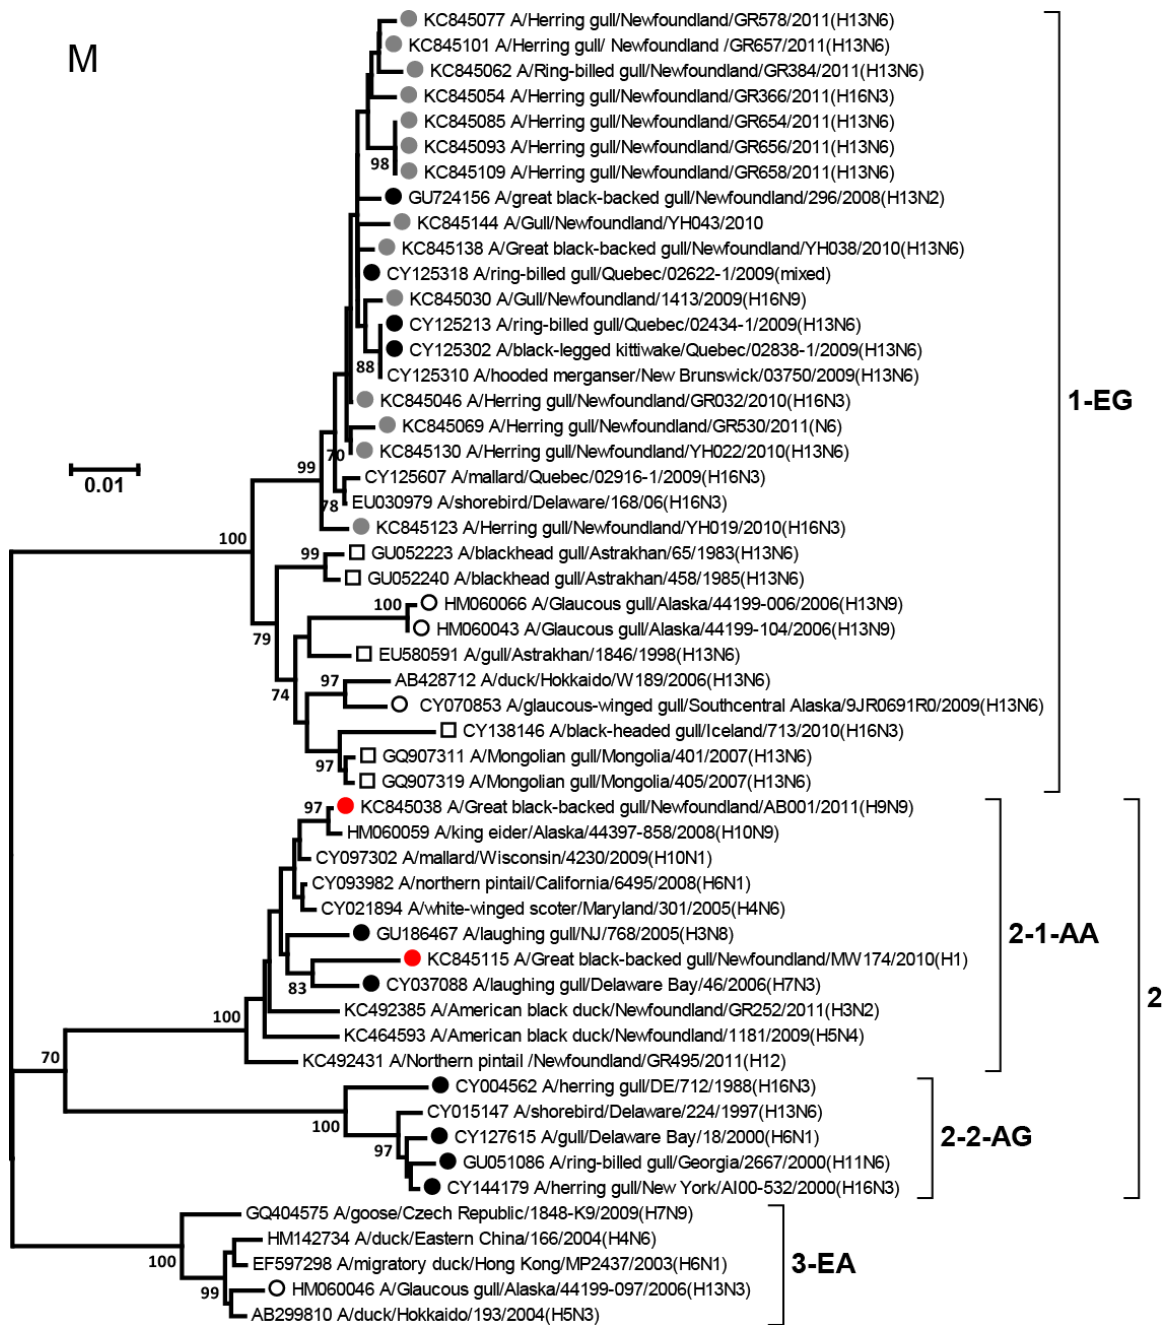 M
KC845077 A/Herring gull/Newfoundland/GR578/2011(H13N6)
KC845101 A/Herring gull/ Newfoundland /GR657/2011(H13N6)
KC845062 A/Ring-billed gull/Newfoundland/GR384/2011(H13N6)
KC845054 A/Herring gull/Newfoundland/GR366/2011(H16N3)
KC845085 A/Herring gull/Newfoundland/GR654/2011(H13N6)
KC845093 A/Herring gull/Newfoundland/GR656/2011(H13N6)
98
KC845109 A/Herring gull/Newfoundland/GR658/2011(H13N6)
GU724156 A/great black-backed gull/Newfoundland/296/2008(H13N2)
KC845144 A/Gull/Newfoundland/YH043/2010
KC845138 A/Great black-backed gull/Newfoundland/YH038/2010(H13N6)
CY125318 A/ring-billed gull/Quebec/02622-1/2009(mixed)
KC845030 A/Gull/Newfoundland/1413/2009(H16N9)
CY125213 A/ring-billed gull/Quebec/02434-1/2009(H13N6)
CY125302 A/black-legged kittiwake/Quebec/02838-1/2009(H13N6)
88
CY125310 A/hooded merganser/New Brunswick/03750/2009(H13N6)
KC845046 A/Herring gull/Newfoundland/GR032/2010(H16N3)
1-EG
KC845069 A/Herring gull/Newfoundland/GR530/2011(N6)
70
KC845130 A/Herring gull/Newfoundland/YH022/2010(H13N6)
99
0.01
CY125607 A/mallard/Quebec/02916-1/2009(H16N3)
78
EU030979 A/shorebird/Delaware/168/06(H16N3)
KC845123 A/Herring gull/Newfoundland/YH019/2010(H16N3)
100
99
GU052223 A/blackhead gull/Astrakhan/65/1983(H13N6)
GU052240 A/blackhead gull/Astrakhan/458/1985(H13N6)
100
HM060066 A/Glaucous gull/Alaska/44199-006/2006(H13N9)
HM060043 A/Glaucous gull/Alaska/44199-104/2006(H13N9)
79
EU580591 A/gull/Astrakhan/1846/1998(H13N6)
97
AB428712 A/duck/Hokkaido/W189/2006(H13N6)
74
CY070853 A/glaucous-winged gull/Southcentral Alaska/9JR0691R0/2009(H13N6)
CY138146 A/black-headed gull/Iceland/713/2010(H16N3)
97
GQ907311 A/Mongolian gull/Mongolia/401/2007(H13N6)
GQ907319 A/Mongolian gull/Mongolia/405/2007(H13N6)
97
KC845038 A/Great black-backed gull/Newfoundland/AB001/2011(H9N9)
HM060059 A/king eider/Alaska/44397-858/2008(H10N9)
CY097302 A/mallard/Wisconsin/4230/2009(H10N1)
CY093982 A/northern pintail/California/6495/2008(H6N1)
CY021894 A/white-winged scoter/Maryland/301/2005(H4N6)
GU186467 A/laughing gull/NJ/768/2005(H3N8)
2-1-AA
KC845115 A/Great black-backed gull/Newfoundland/MW174/2010(H1)
83
CY037088 A/laughing gull/Delaware Bay/46/2006(H7N3)
2
KC492385 A/American black duck/Newfoundland/GR252/2011(H3N2)
100
KC464593 A/American black duck/Newfoundland/1181/2009(H5N4)
70
KC492431 A/Northern pintail /Newfoundland/GR495/2011(H12)
CY004562 A/herring gull/DE/712/1988(H16N3)
100
CY015147 A/shorebird/Delaware/224/1997(H13N6)
2-2-AG
97
CY127615 A/gull/Delaware Bay/18/2000(H6N1)
GU051086 A/ring-billed gull/Georgia/2667/2000(H11N6)
CY144179 A/herring gull/New York/AI00-532/2000(H16N3)
GQ404575 A/goose/Czech Republic/1848-K9/2009(H7N9)
HM142734 A/duck/Eastern China/166/2004(H4N6)
100
EF597298 A/migratory duck/Hong Kong/MP2437/2003(H6N1)
3-EA
99
HM060046 A/Glaucous gull/Alaska/44199-097/2006(H13N3)
AB299810 A/duck/Hokkaido/193/2004(H5N3)